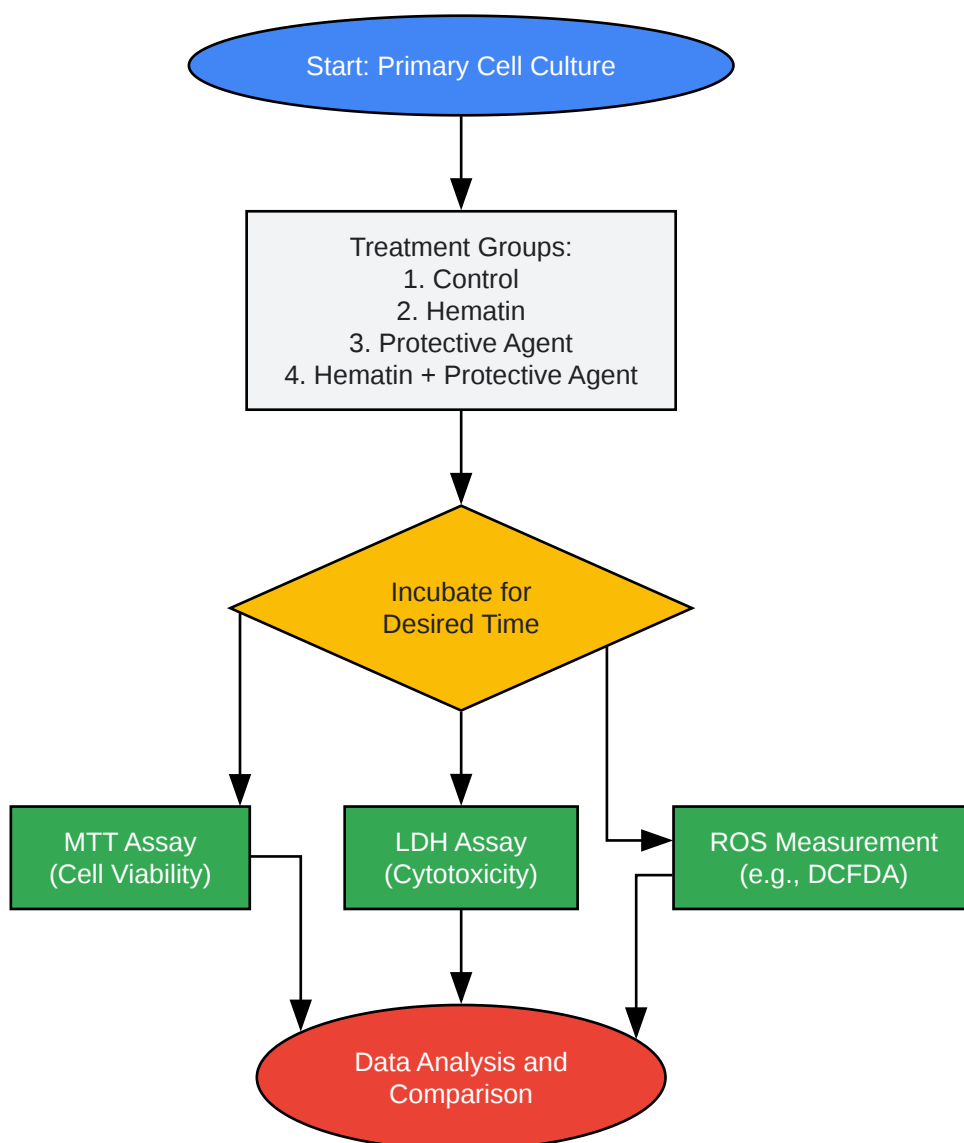 Start: Primary Cell Culture
Treatment Groups:
1. Control
2. Hematin
3. Protective Agent
4. Hematin + Protective Agent
Incubate for
Desired Time
MTT Assay
(Cell Viability)
LDH Assay
(Cytotoxicity)
ROS Measurement
(e.g., DCFDA)
Data Analysis and
Comparison